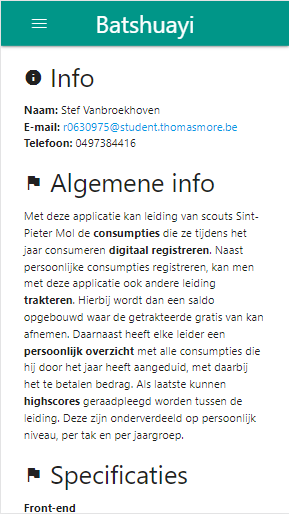 Batshuayi
Info
Naam: Stef Vanbroekhoven
E-mail: r0630975@student.thomasmore.be
Telefoon: 0497384416
Algemene info
Met deze applicatie kan leiding van scouts Sint-
Pieter Mol de consumpties die ze tijdens het
jaar consumeren digitaal registreren. Naast
persoonlijke consumpties registreren, kan men
met deze applicatie ook andere leiding
trakteren. Hierbij wordt dan een saldo
opgebouwd waar de getrakteerde gratis van kan
afnemen. Daarnaast heeft elke leider een
persoonlijk overzicht met alle consumpties die
hij door het jaar heeft aangeduid, met daarbij
het te betalen bedrag. Als laatste kunnen
highscores geraadpleegd worden tussen de
leiding. Deze zijn onderverdeeld op persoonlijk
niveau, per tak en per jaargroep.
Specificaties
Front-end